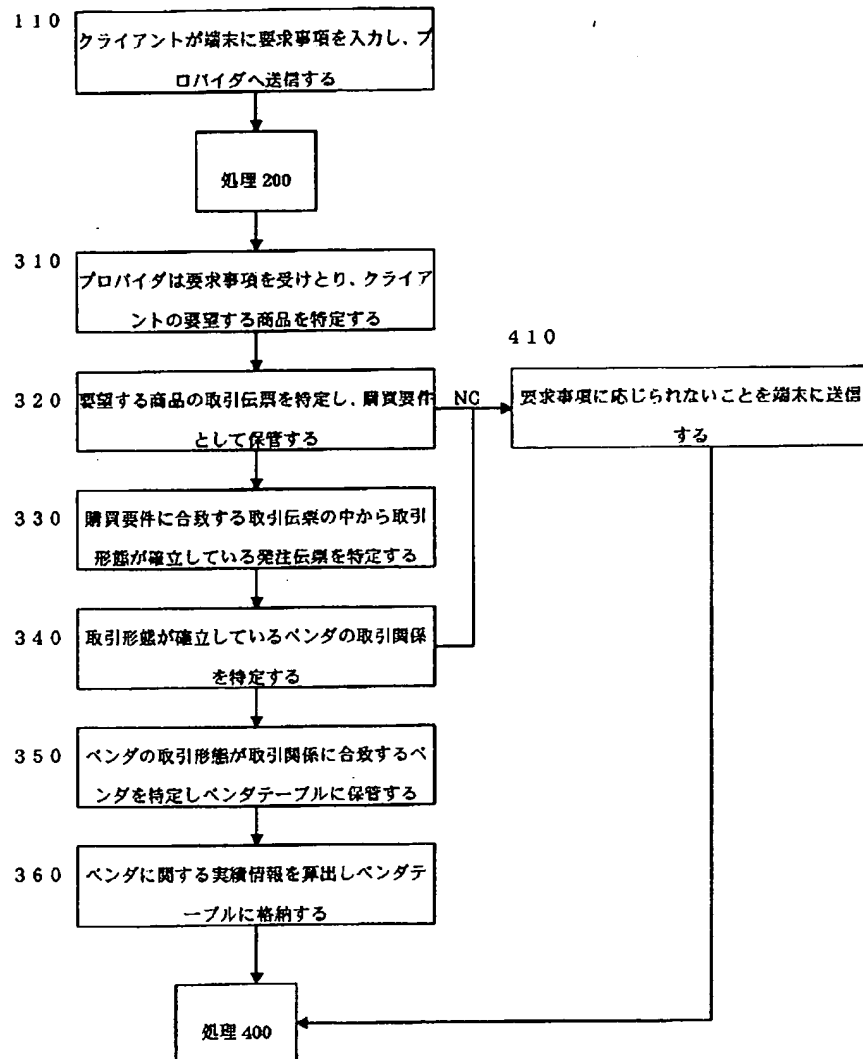 110
クライアントが端末に要求事項を入力し、プ
ロバイダへ送信する
処理200
310
プロバイダは要求事項を受けとり、クライア
ントの要望する商品を特定する
410
320
要望する商品の取引伝票を特定し、購買要件
として保管する
NO
要求事項に応じられないことを端末に送信
する
330
購買要件に合致する取引伝票の中から取引
形態が確立している発注伝票を特定する
340
取引形態が確立しているベンダの取引関係
を特定する
350
ベンダの取引形態が取引関係に合致するベ
ンダを特定しベンダテーブルに保管する
360
ベンダに関する実績情報を算出しベンダテ
ーブルに格納する
処理400